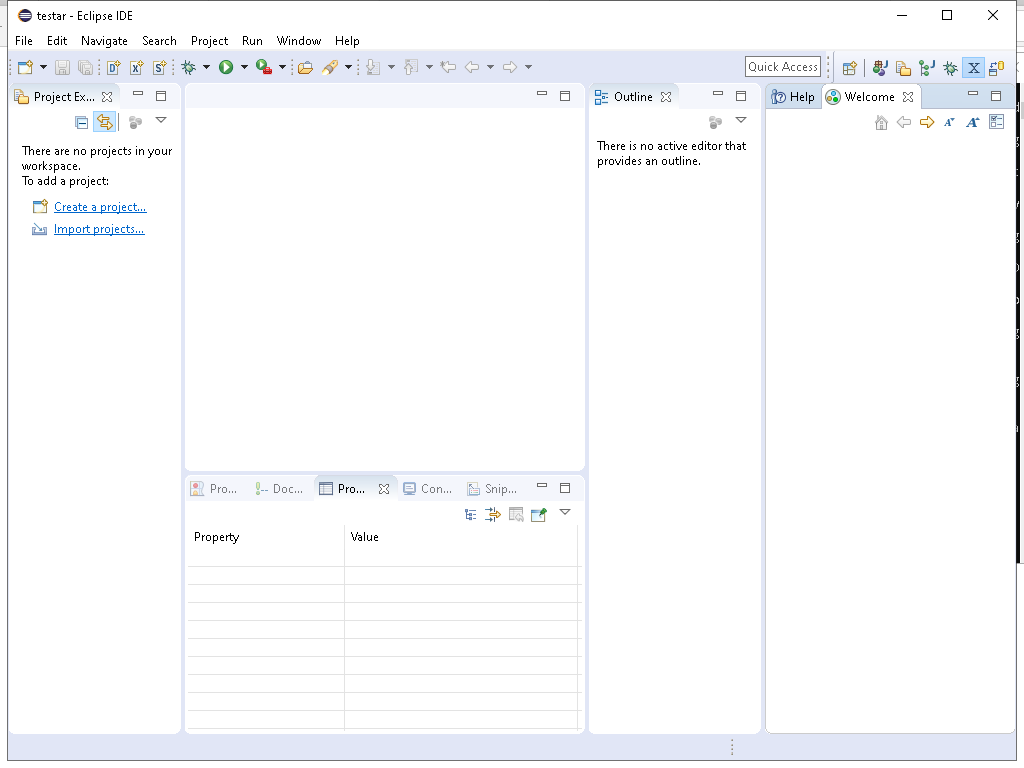 testar - Eclipse IDE
File Edit Navigate Search Project Run Window Help
Quick Access
Project Ex...
There are no projects in your
workspace.
To add a project:
Create a project...
Import projects...
Outline
There is no active editor that
provides an outline.
Help Welcome
Pro... Doc... Pro... Con... Snip...
Property Value